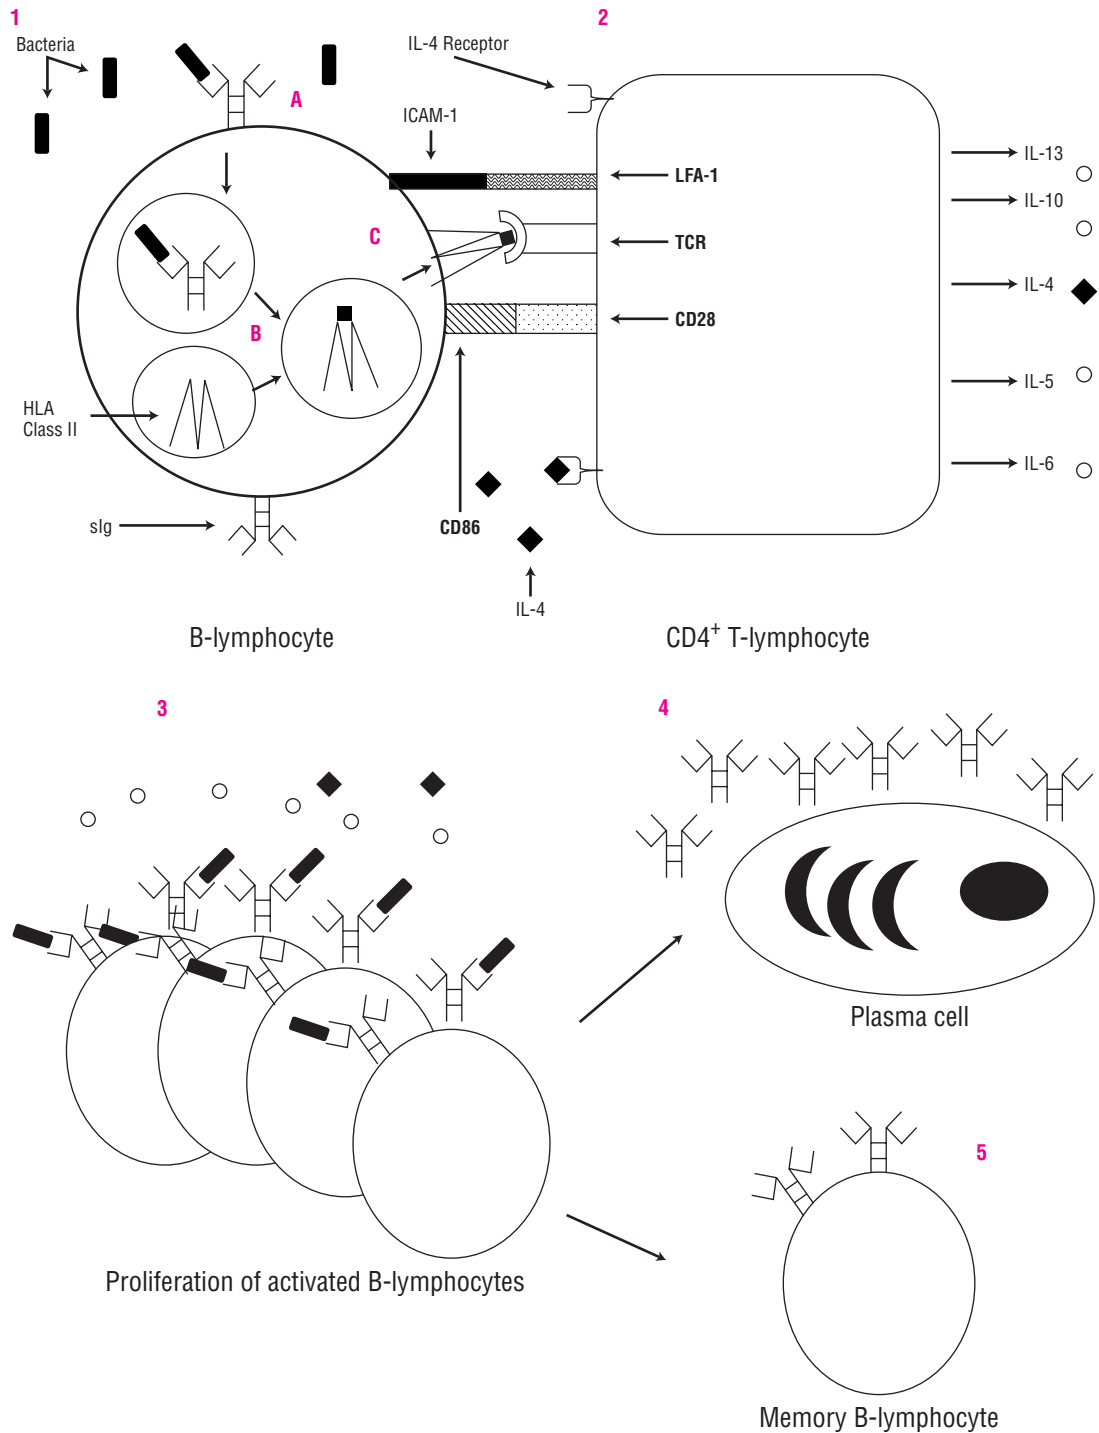 1
2
Bacteria
IL-4 Receptor
A
ICAM-1
LFA-1
IL-13
IL-10
C
TCR
IL-4
B
CD28
IL-5
HLA
Class II
IL-6
sIg
CD86
IL-4
B-lymphocyte
CD4+ T-lymphocyte
3
4
Plasma cell
5
Proliferation of activated B-lymphocytes
Memory B-lymphocyte